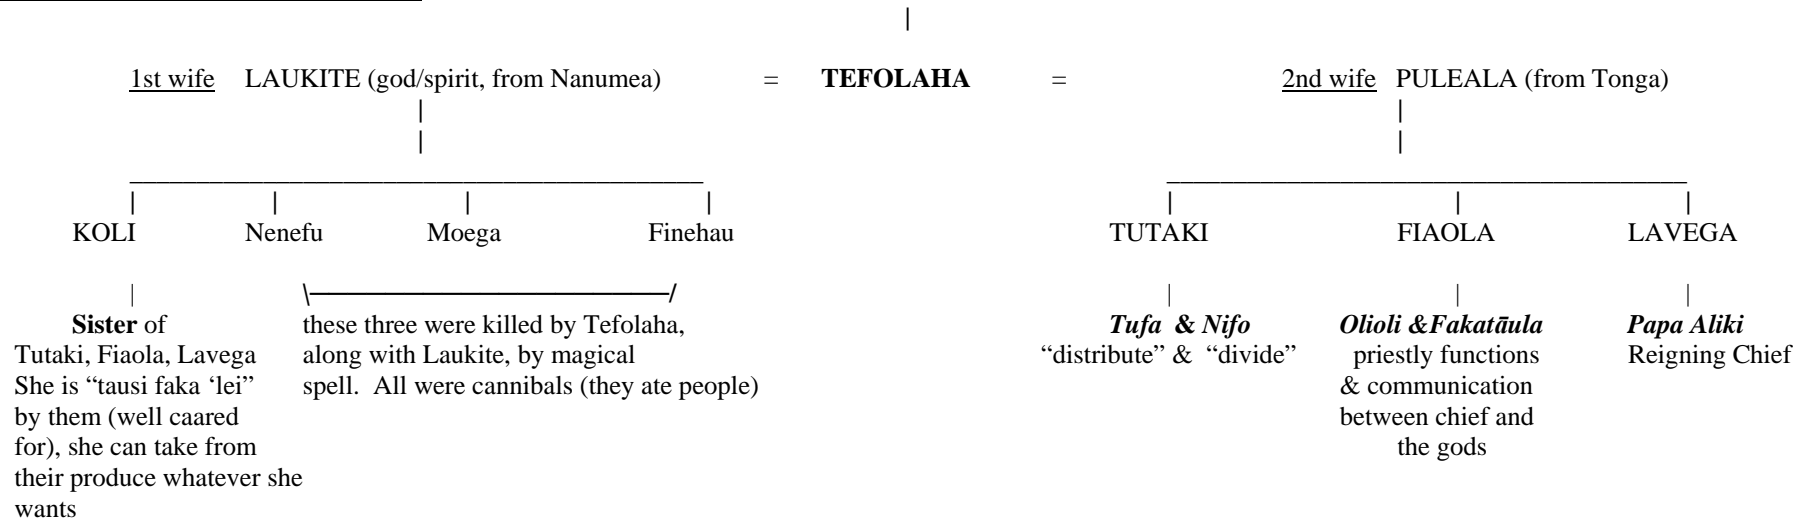 1st wife LAUKITE (god/spirit, from Nanumea) = TEFOLAHA = 2nd wife PULEALA (from Tonga)
KOLI Nenefu Moega Finehau TUTAKI FIAOLA LAVEGA
Sister of these three were killed by Tefolaha, Tufa & Nifo Olioli &Fakatāula Papa Aliki
Tutaki, Fiaola, Lavega along with Laukite, by magical “distribute” & “divide” priestly functions Reigning Chief
She is “tausi faka ‘lei” spell. All were cannibals (they ate people) & communication
by them (well caared between chief and
for), she can take from the gods
their produce whatever she
wants